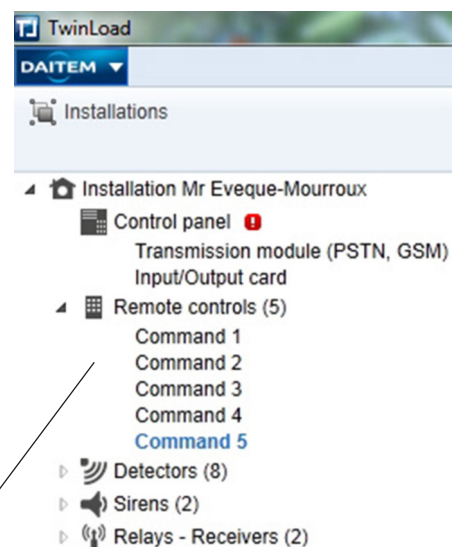 TwinLoad
DAITEM
Installations
Installation Mr Eveque-Mourroux
Control panel
Transmission module (PSTN, GSM)
Input/Output card
Remote controls (5)
Command 1
Command 2
Command 3
Command 4
Command 5
Detectors (8)
Sirens (2)
Relays - Receivers (2)